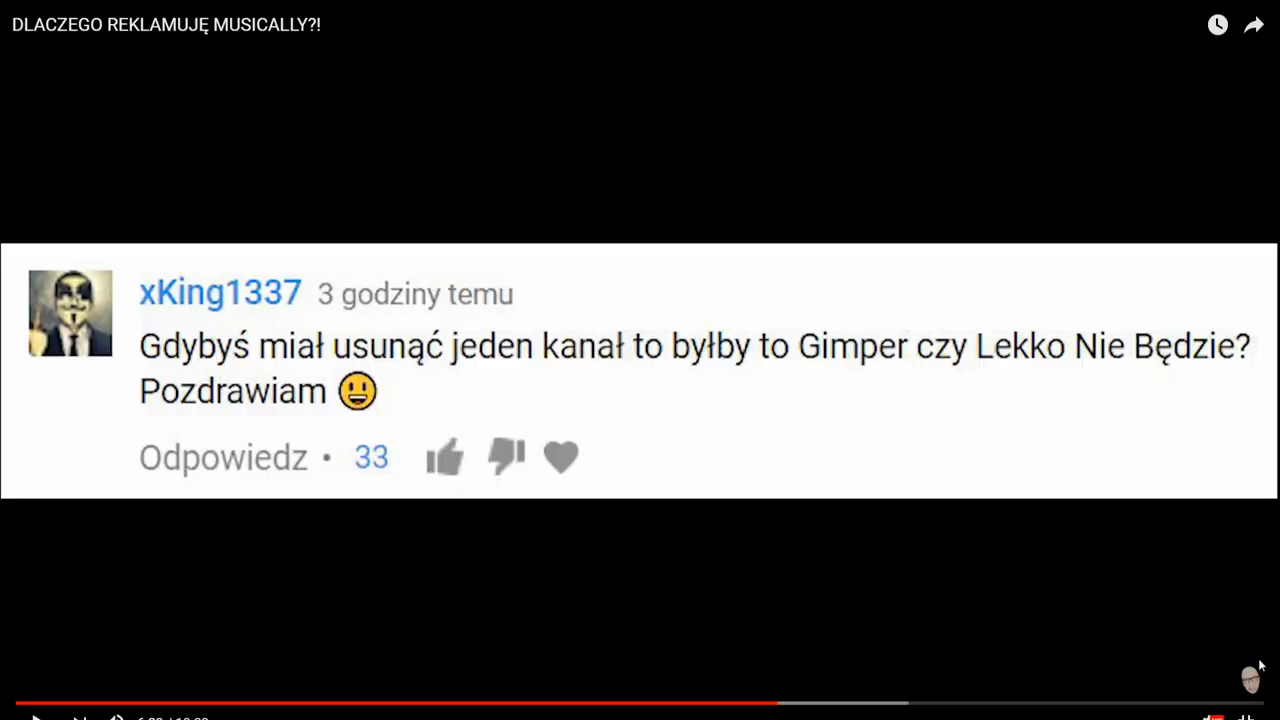 DLACZEGO REKLAMUJĘ MUSICALLY?!
xKing1337 3 godziny temu
Gdybyś miał usunąć jeden kanał to byłby to Gimper czy Lekko Nie Będzie?
Pozdrawiam 😃
Odpowiedz • 33